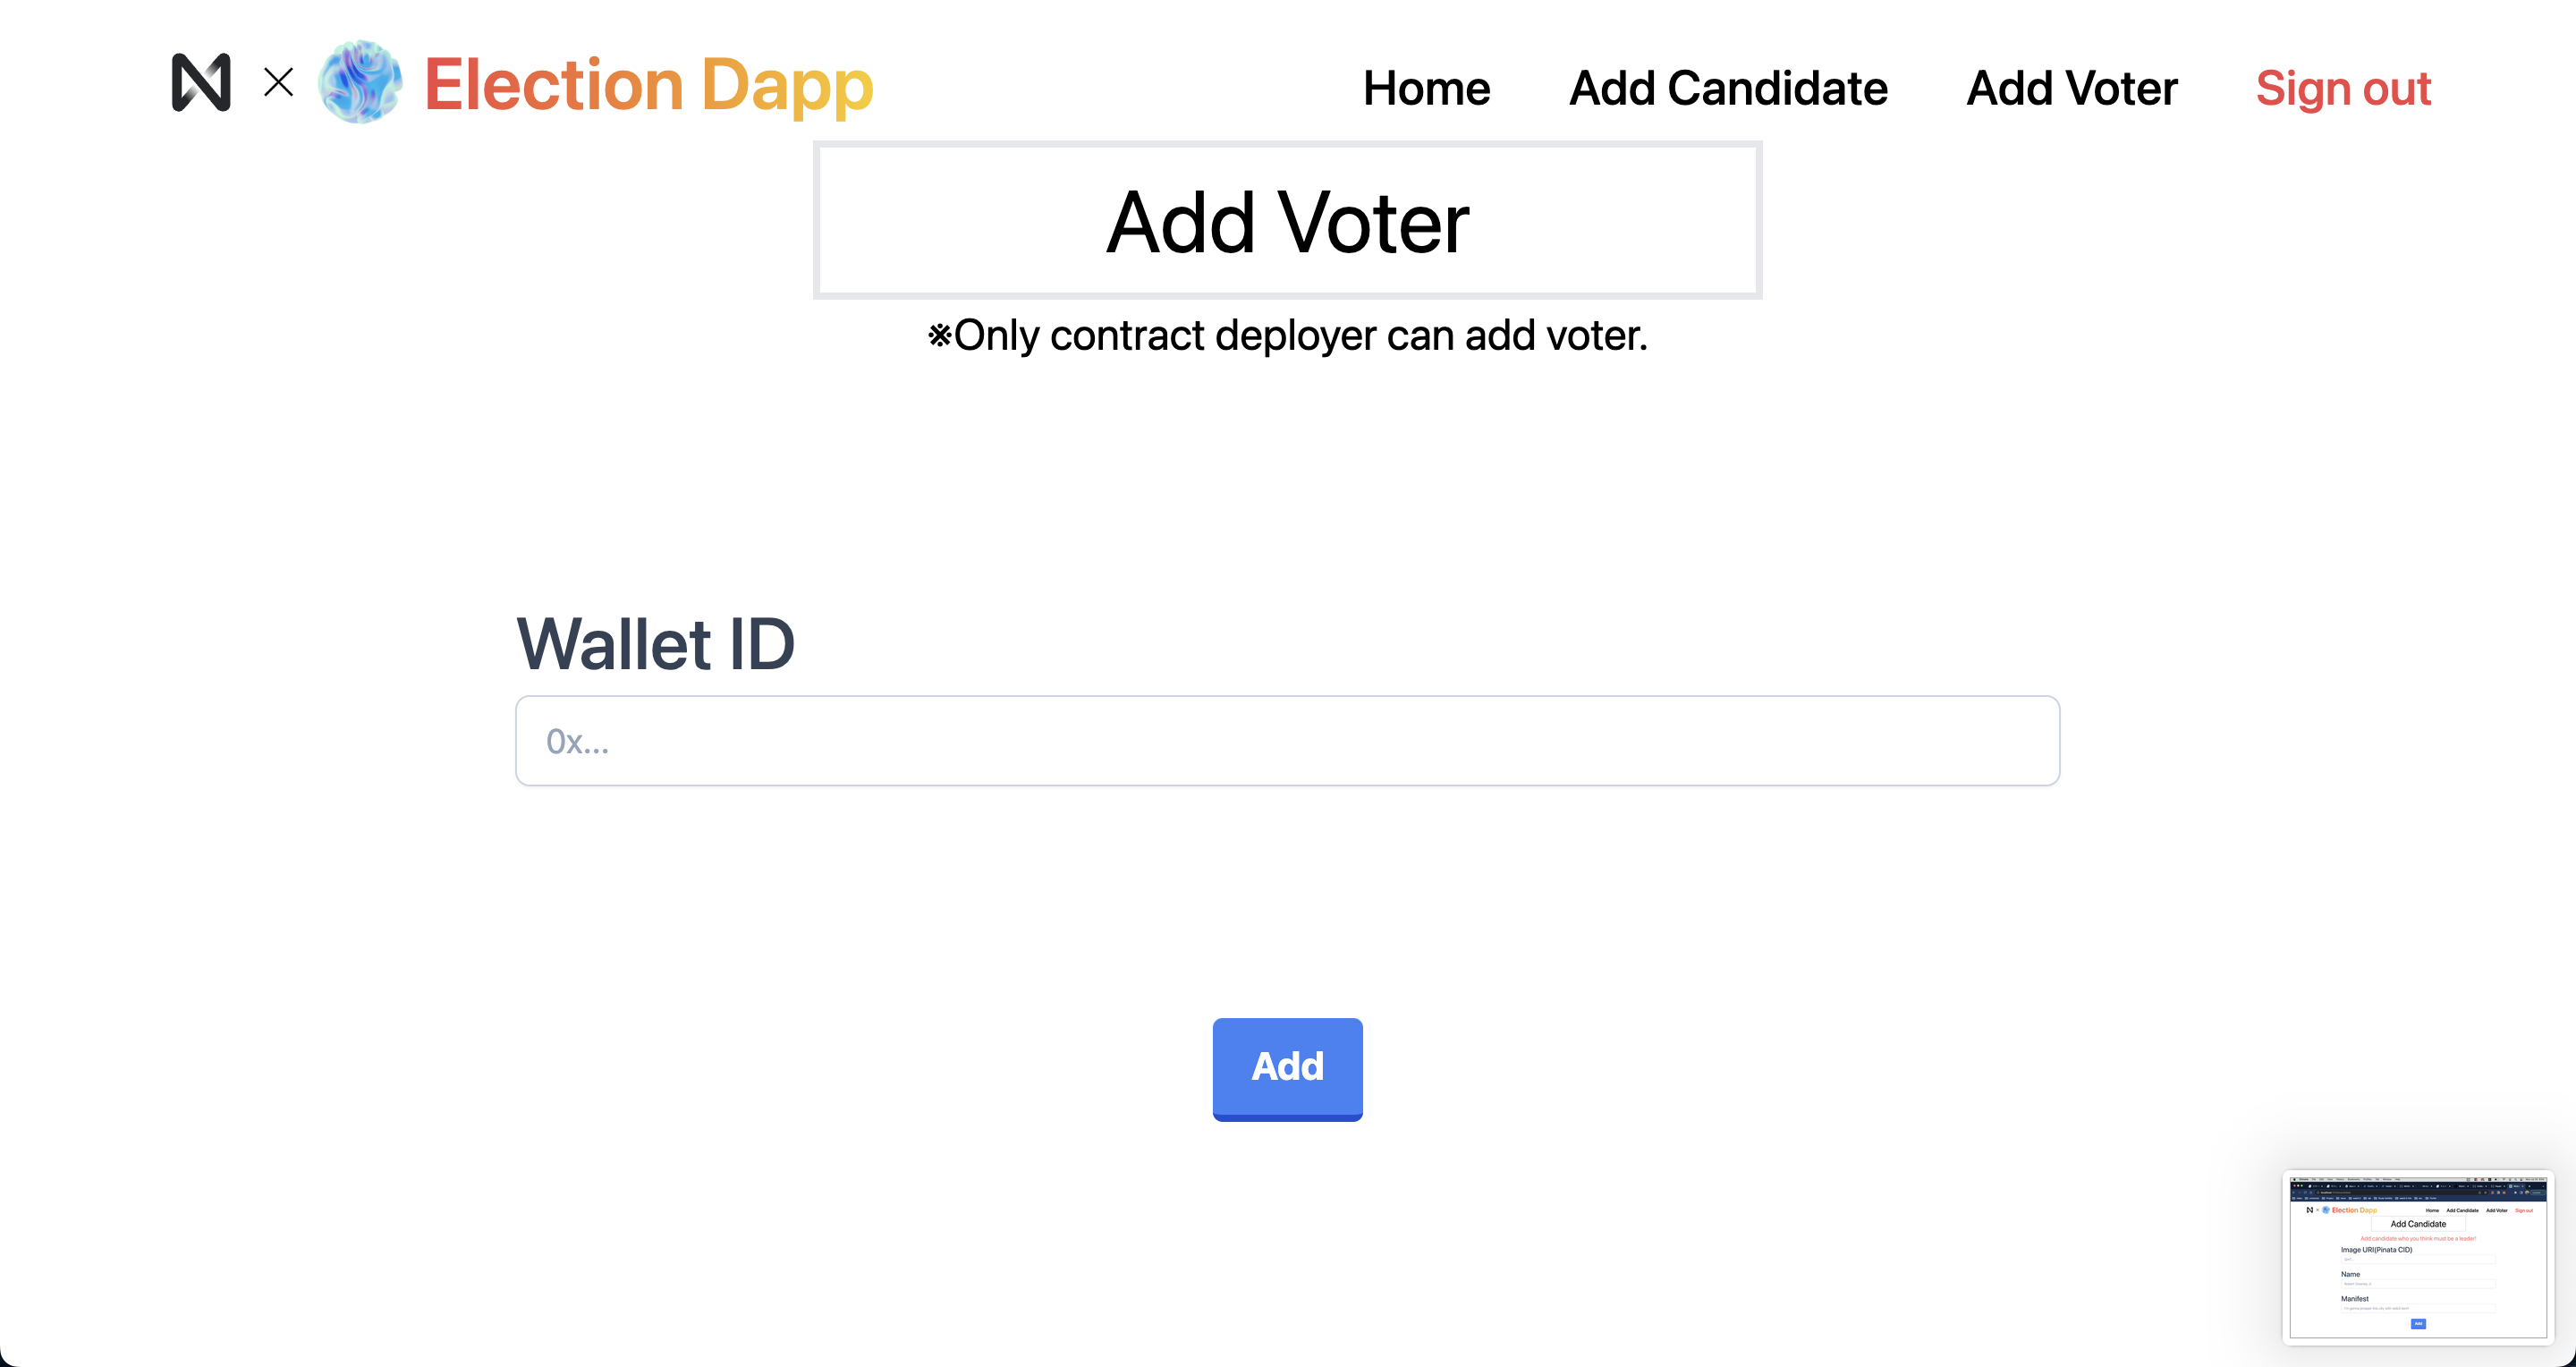 Election Dapp
Home Add Candidate Add Voter Sign out
Add Voter
※Only contract deployer can add voter.
Wallet ID
0x...
Add
Election Dapp
Home Add Candidate Add Voter Sign out
Add Candidate
Add candidate who you think must be a leader!
Image URI(Pinata CID)
Name
Manifest
Add